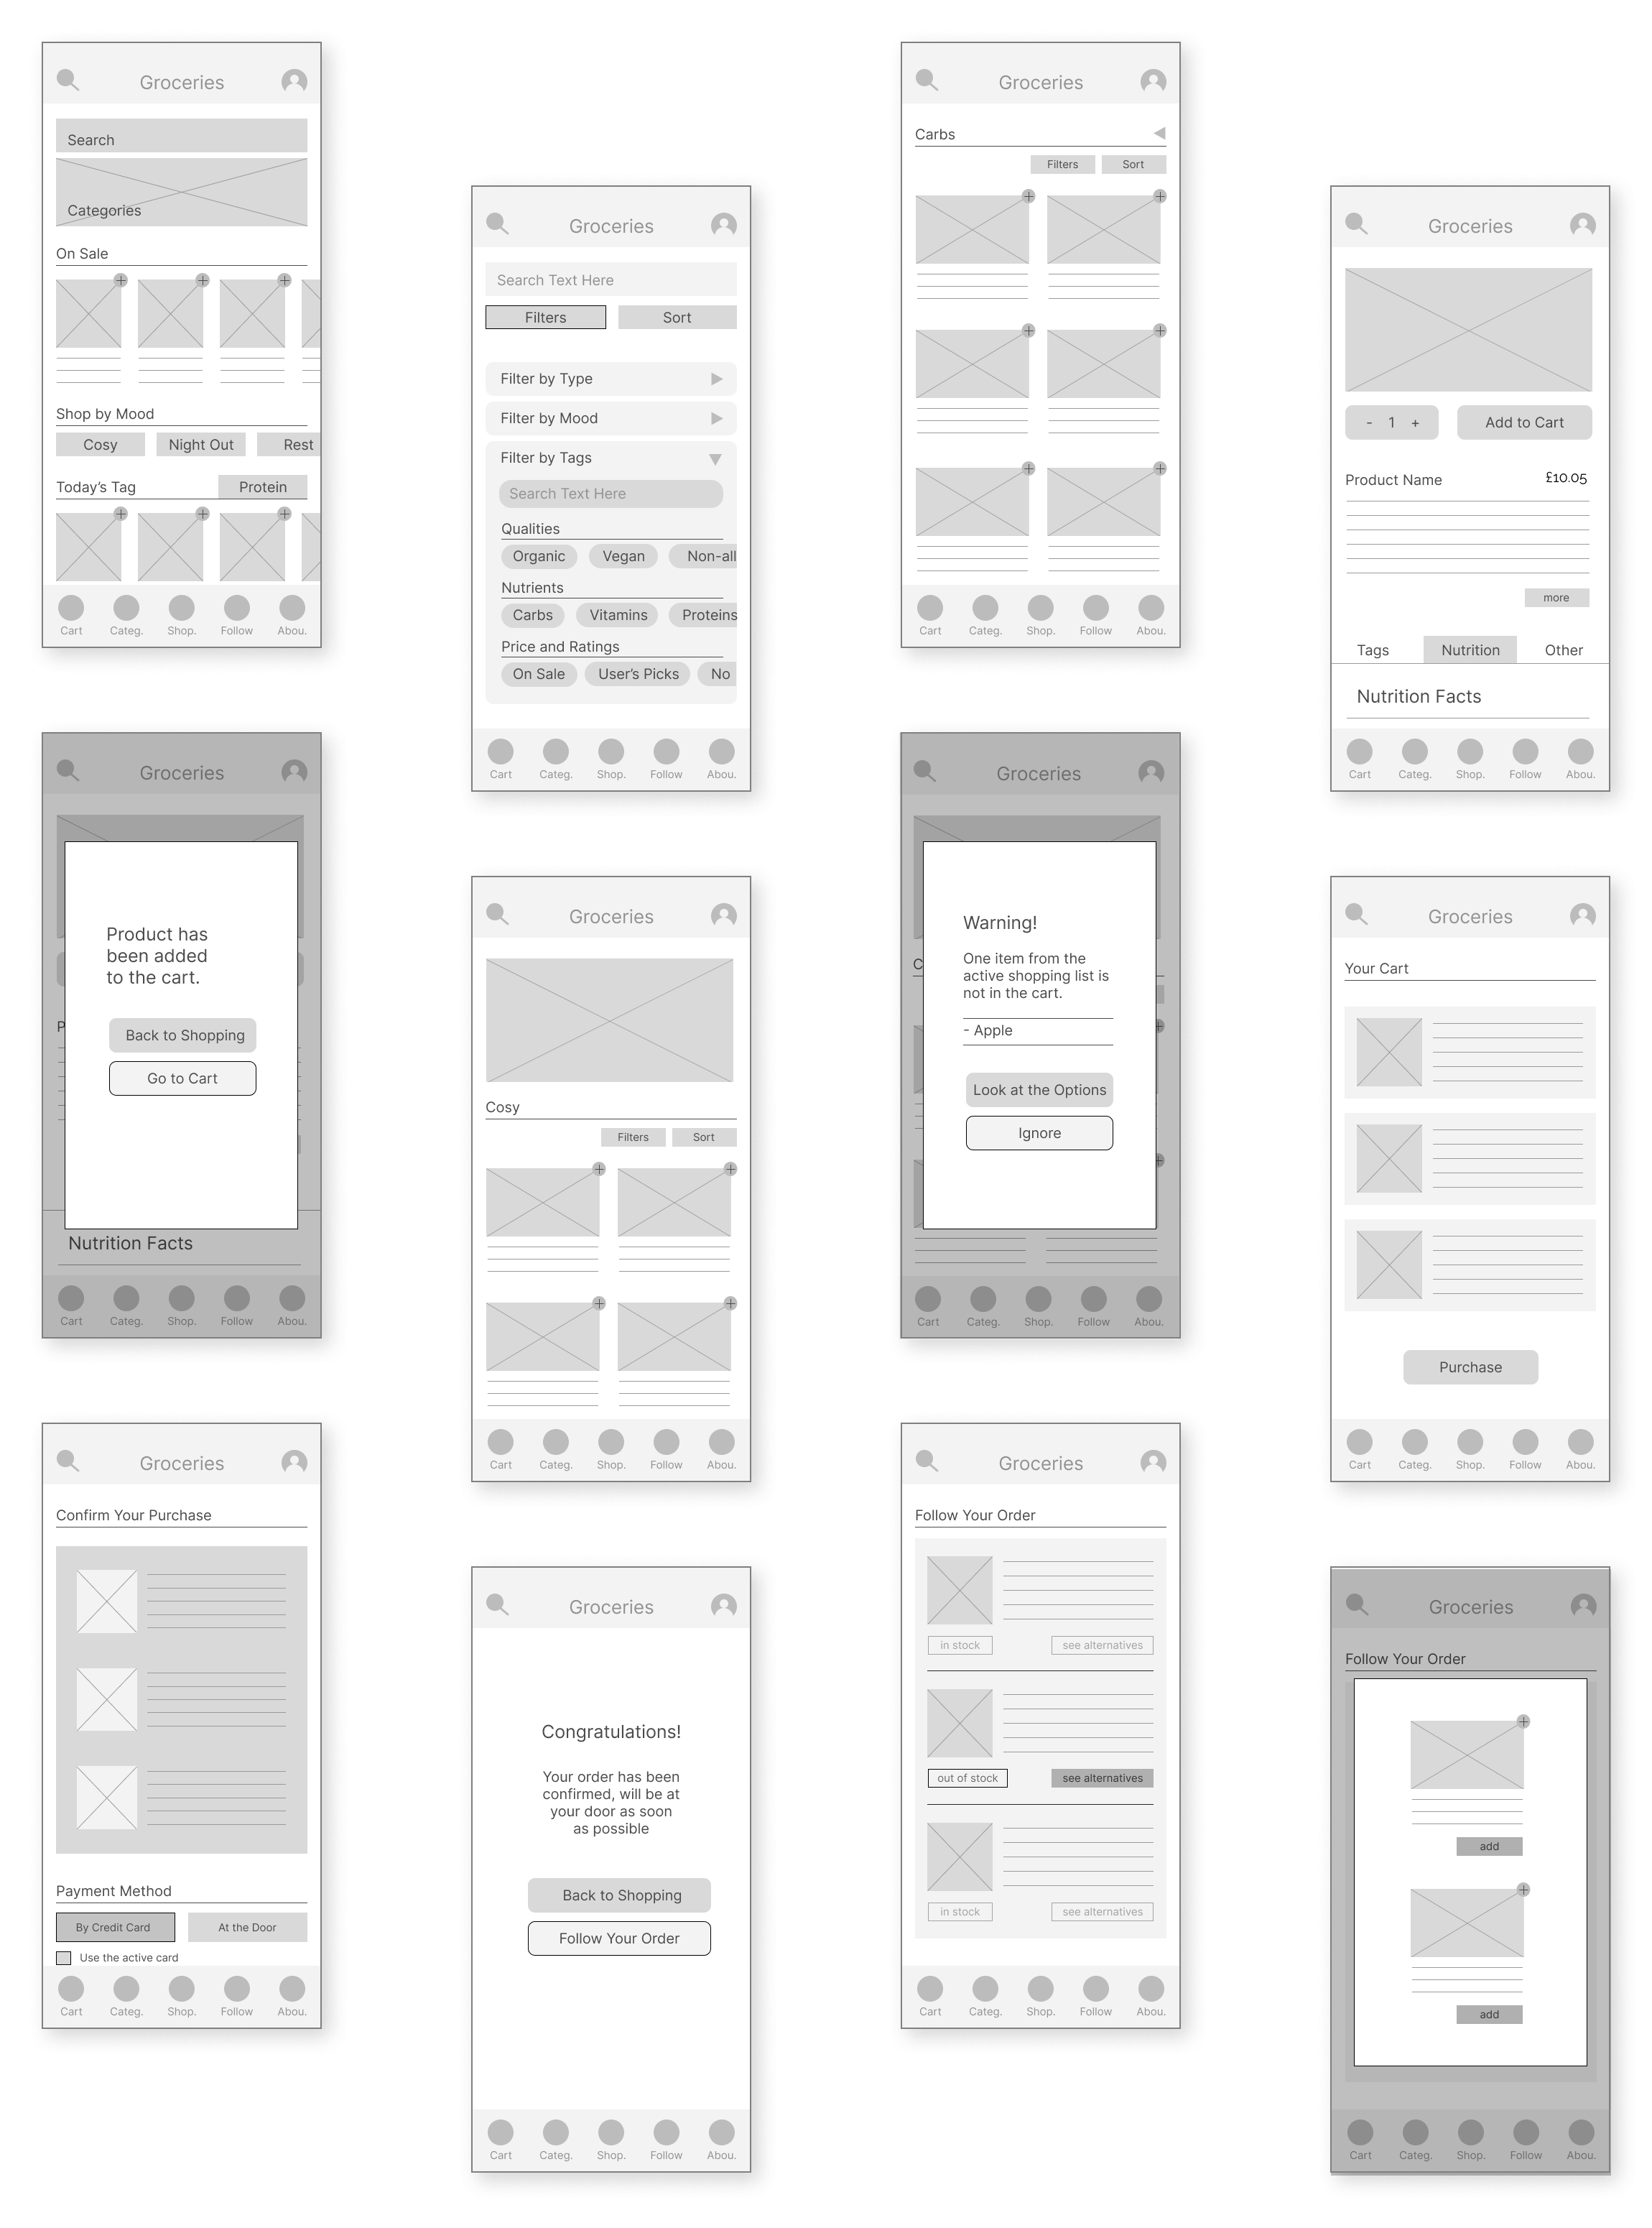 Groceries
Search
Categories
On Sale
Shop by Mood
Cosy Night Out Rest
Today's Tag Protein
Cart Categ. Shop. Follow Abou.
Groceries
Search Text Here
Filters Sort
Filter by Type
Filter by Mood
Filter by Tags
Search Text Here
Qualities
Organic Vegan Non-all
Nutrients
Carbs Vitamins Proteins
Price and Ratings
On Sale User's Picks No
Cart Categ. Shop. Follow Abou.
Groceries
Carbs
Filters Sort
Cart Categ. Shop. Follow Abou.
Groceries
- 1 + Add to Cart
Product Name £10.05
more
Tags Nutrition Other
Nutrition Facts
Cart Categ. Shop. Follow Abou.
Groceries
Product has
been added
to the cart.
Back to Shopping
Go to Cart
P
Nutrition Facts
Cart Categ. Shop. Follow Abou.
Groceries
Cosy
Filters Sort
Cart Categ. Shop. Follow Abou.
Groceries
Warning!
C
One item from the
active shopping list is
not in the cart.
- Apple
Look at the Options
Ignore
Cart Categ. Shop. Follow Abou.
Groceries
Your Cart
Purchase
Cart Categ. Shop. Follow Abou.
Groceries
Confirm Your Purchase
Payment Method
By Credit Card At the Door
Use the active card
Cart Categ. Shop. Follow Abou.
Groceries
Congratulations!
Your order has been
confirmed, will be at
your door as soon
as possible
Back to Shopping
Follow Your Order
Cart Categ. Shop. Follow Abou.
Groceries
Follow Your Order
in stock see alternatives
out of stock see alternatives
in stock see alternatives
Cart Categ. Shop. Follow Abou.
Groceries
Follow Your Order
add
add
Cart Categ. Shop. Follow Abou.